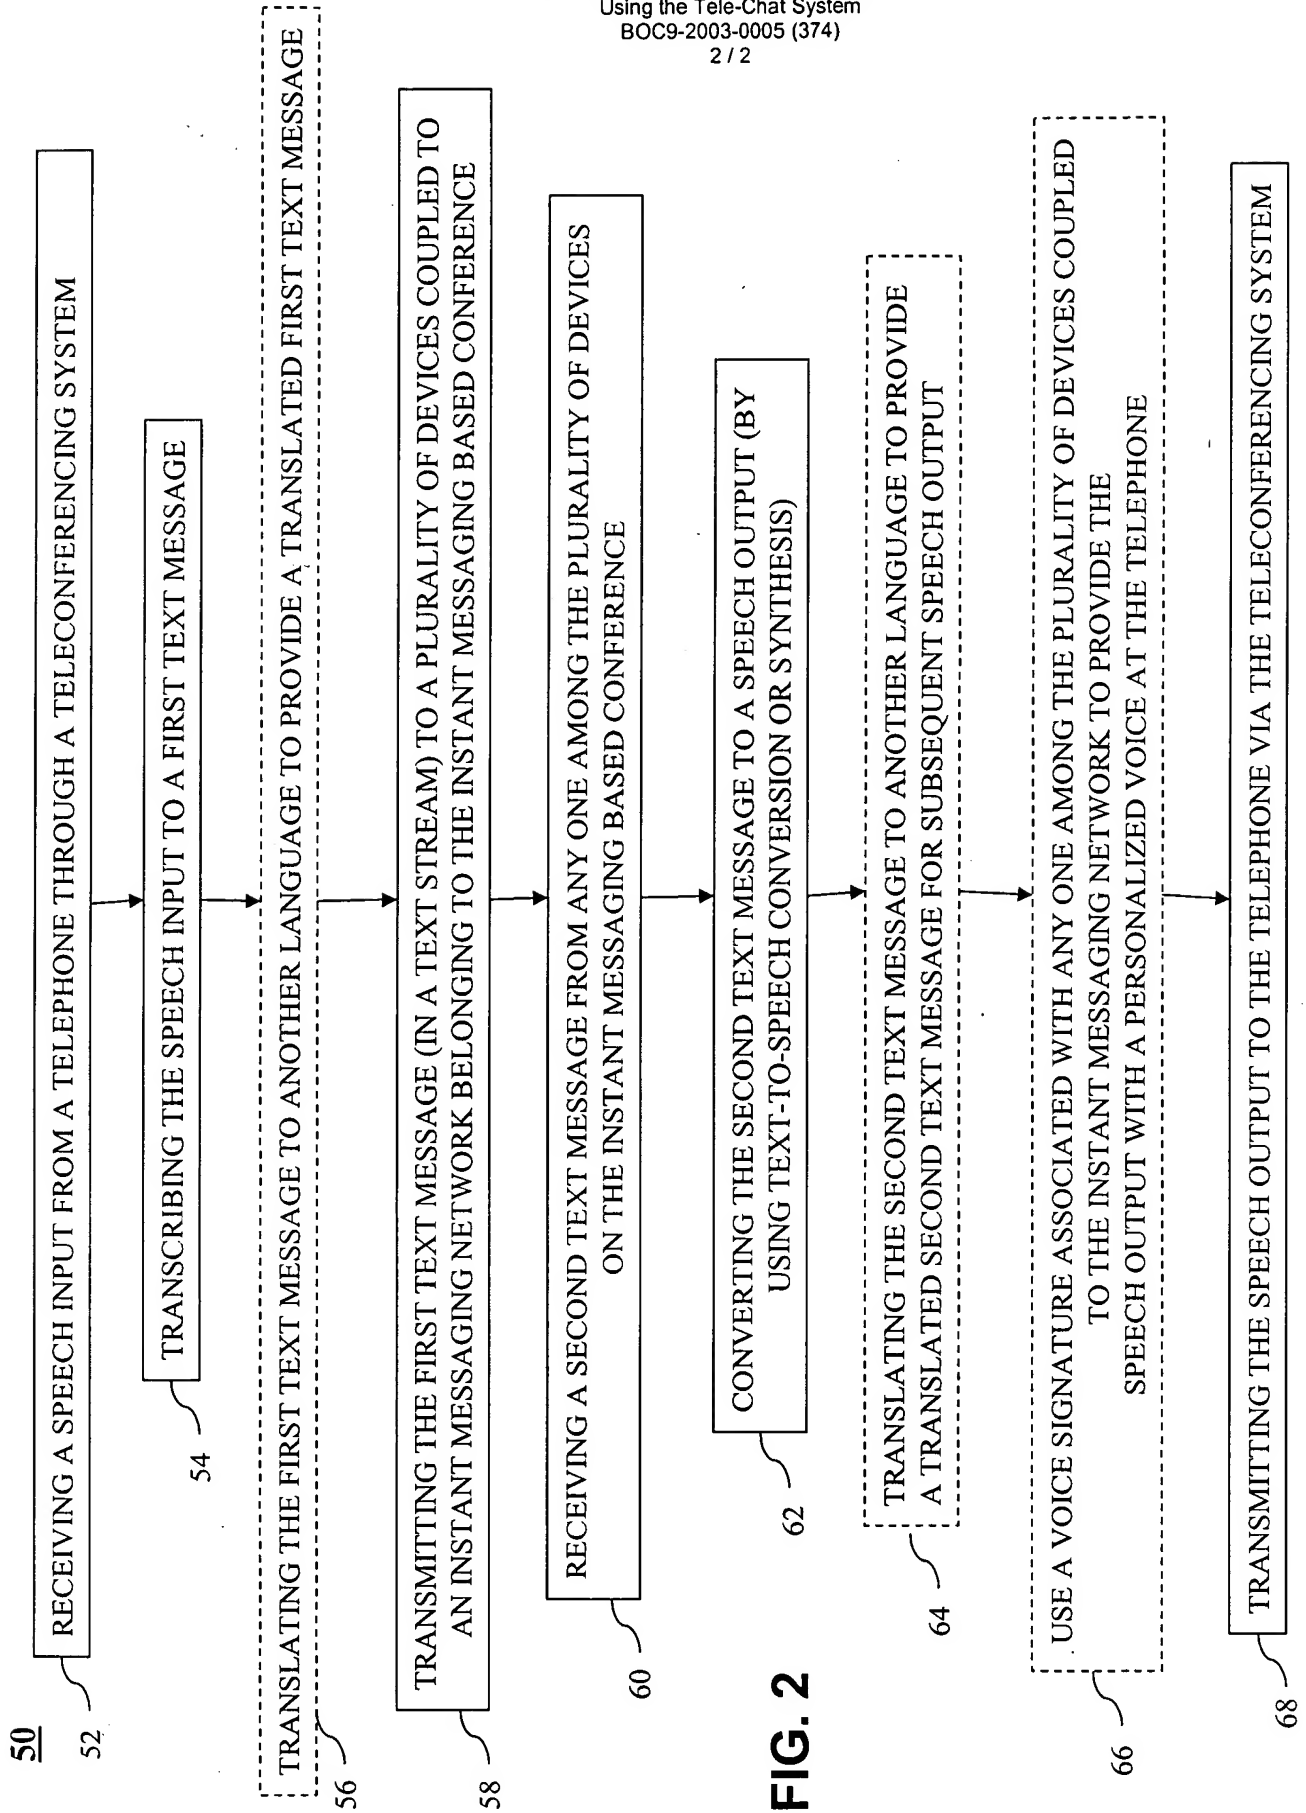 Using the Tele-Chat System
BOC9-2003-0005 (374)
2 / 2
50
52
RECEIVING A SPEECH INPUT FROM A TELEPHONE THROUGH A TELECONFERENCING SYSTEM
54
TRANSCRIBING THE SPEECH INPUT TO A FIRST TEXT MESSAGE
56
TRANSLATING THE FIRST TEXT MESSAGE TO ANOTHER LANGUAGE TO PROVIDE A TRANSLATED FIRST TEXT MESSAGE
58
TRANSMITTING THE FIRST TEXT MESSAGE (IN A TEXT STREAM) TO A PLURALITY OF DEVICES COUPLED TO
AN INSTANT MESSAGING NETWORK BELONGING TO THE INSTANT MESSAGING BASED CONFERENCE
60
RECEIVING A SECOND TEXT MESSAGE FROM ANY ONE AMONG THE PLURALITY OF DEVICES
ON THE INSTANT MESSAGING BASED CONFERENCE
62
CONVERTING THE SECOND TEXT MESSAGE TO A SPEECH OUTPUT (BY
USING TEXT-TO-SPEECH CONVERSION OR SYNTHESIS)
64
TRANSLATING THE SECOND TEXT MESSAGE TO ANOTHER LANGUAGE TO PROVIDE
A TRANSLATED SECOND TEXT MESSAGE FOR SUBSEQUENT SPEECH OUTPUT
66
USE A VOICE SIGNATURE ASSOCIATED WITH ANY ONE AMONG THE PLURALITY OF DEVICES COUPLED
TO THE INSTANT MESSAGING NETWORK TO PROVIDE THE
SPEECH OUTPUT WITH A PERSONALIZED VOICE AT THE TELEPHONE
68
TRANSMITTING THE SPEECH OUTPUT TO THE TELEPHONE VIA THE TELECONFERENCING SYSTEM
FIG. 2